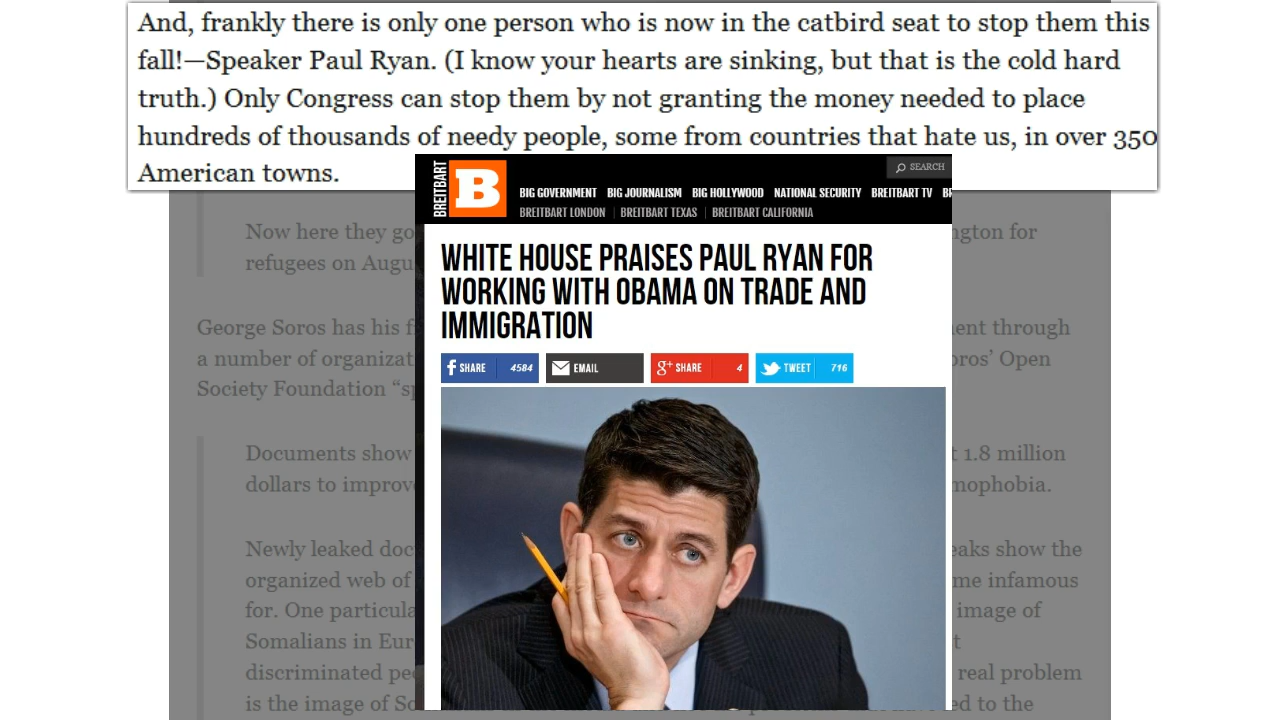 And, frankly there is only one person who is now in the catbird seat to stop them this
fall!—Speaker Paul Ryan. (I know your hearts are sinking, but that is the cold hard
truth.) Only Congress can stop them by not granting the money needed to place
hundreds of thousands of needy people, some from countries that hate us, in over 350
American towns.
BREITBART
B
SEARCH
BIG GOVERNMENT BIG JOURNALISM BIG HOLLYWOOD NATIONAL SECURITY BREITBART TV
BREITBART LONDON BREITBART TEXAS BREITBART CALIFORNIA
WHITE HOUSE PRAISES PAUL RYAN FOR
WORKING WITH OBAMA ON TRADE AND
IMMIGRATION
f SHARE 4584 EMAIL g+ SHARE 4 TWEET 716
Now here they go ngton for
refugees on Augu
George Soros has his f ent through
a number of organizat oros' Open
Society Foundation “sp
Documents show t 1.8 million
dollars to improve mophobia.
Newly leaked doc eaks show the
organized web of me infamous
for. One particula image of
Somalians in Eur t
discriminated pe real problem
is the image of So ed to the